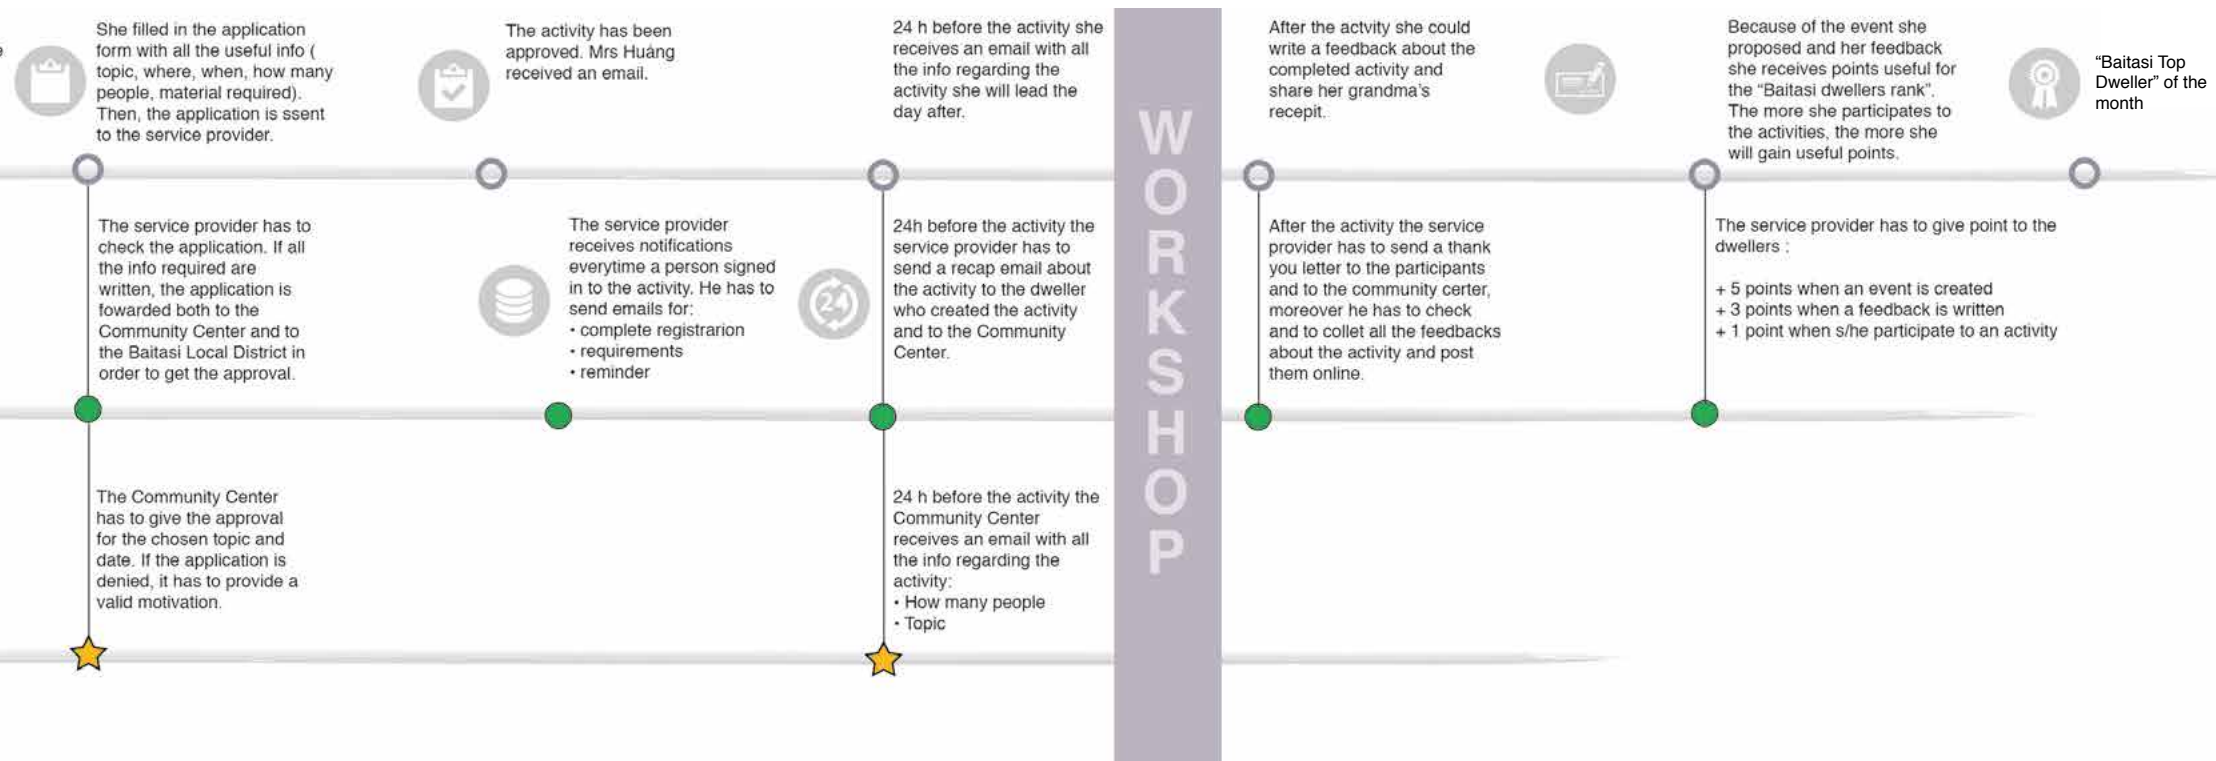 She filled in the application
form with all the useful info (
topic, where, when, how many
people, material required).
Then, the application is ssent
to the service provider.
The activity has been
approved. Mrs Huáng
received an email.
24 h before the activity she
receives an email with all
the info regarding the
activity she will lead the
day after.
After the actvity she could
write a feedback about the
completed activity and
share her grandma's
recepit.
Because of the event she
proposed and her feedback
she receives points useful for
the “Baitasi dwellers rank”.
The more she participates to
the activities, the more she
will gain useful points.
“Baitasi Top
Dweller” of the
month
The service provider has to
check the application. If all
the info required are
written, the application is
fowarded both to the
Community Center and to
the Baitasi Local District in
order to get the approval.
The service provider
receives notifications
everytime a person signed
in to the activity. He has to
send emails for:
• complete registrarion
• requirements
• reminder
24
24h before the activity the
service provider has to
send a recap email about
the activity to the dweller
who created the activity
and to the Community
Center.
WORKSHOP
After the activity the service
provider has to send a thank
you letter to the participants
and to the community certer,
moreover he has to check
and to collet all the feedbacks
about the activity and post
them online.
The service provider has to give point to the
dwellers :
+ 5 points when an event is created
+ 3 points when a feedback is written
+ 1 point when s/he participate to an activity
The Community Center
has to give the approval
for the chosen topic and
date. If the application is
denied, it has to provide a
valid motivation.
24 h before the activity the
Community Center
receives an email with all
the info regarding the
activity:
• How many people
• Topic